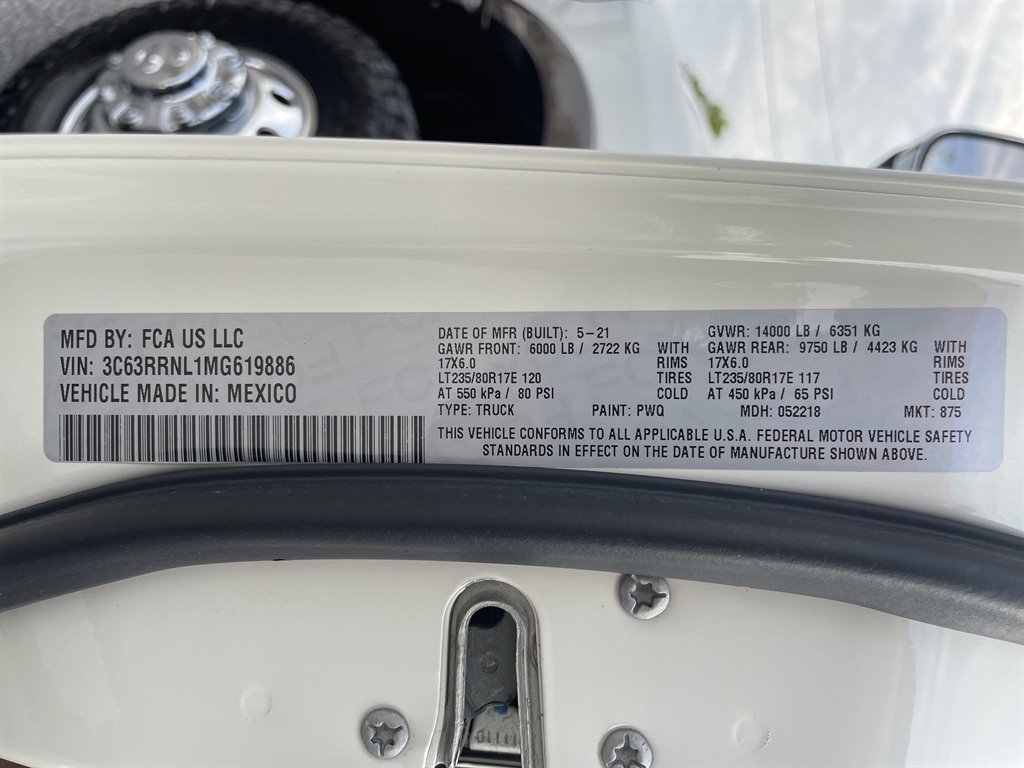 MFD BY: FCA US LLC
VIN: 3C63RRNL1MG619886
VEHICLE MADE IN: MEXICO
DATE OF MFR (BUILT): 5-21
GAWR FRONT: 6000 LB / 2722 KG WITH
17X6.0 RIMS
LT235/80R17E 120 TIRES
AT 550 kPa / 80 PSI COLD
TYPE: TRUCK PAINT: PWQ
GVWR: 14000 LB / 6351 KG
GAWR REAR: 9750 LB / 4423 KG WITH
17X6.0 RIMS
LT235/80R17E 117 TIRES
AT 450 kPa / 65 PSI COLD
MDH: 052218 MKT: 875
THIS VEHICLE CONFORMS TO ALL APPLICABLE U.S.A. FEDERAL MOTOR VEHICLE SAFETY
STANDARDS IN EFFECT ON THE DATE OF MANUFACTURE SHOWN ABOVE.